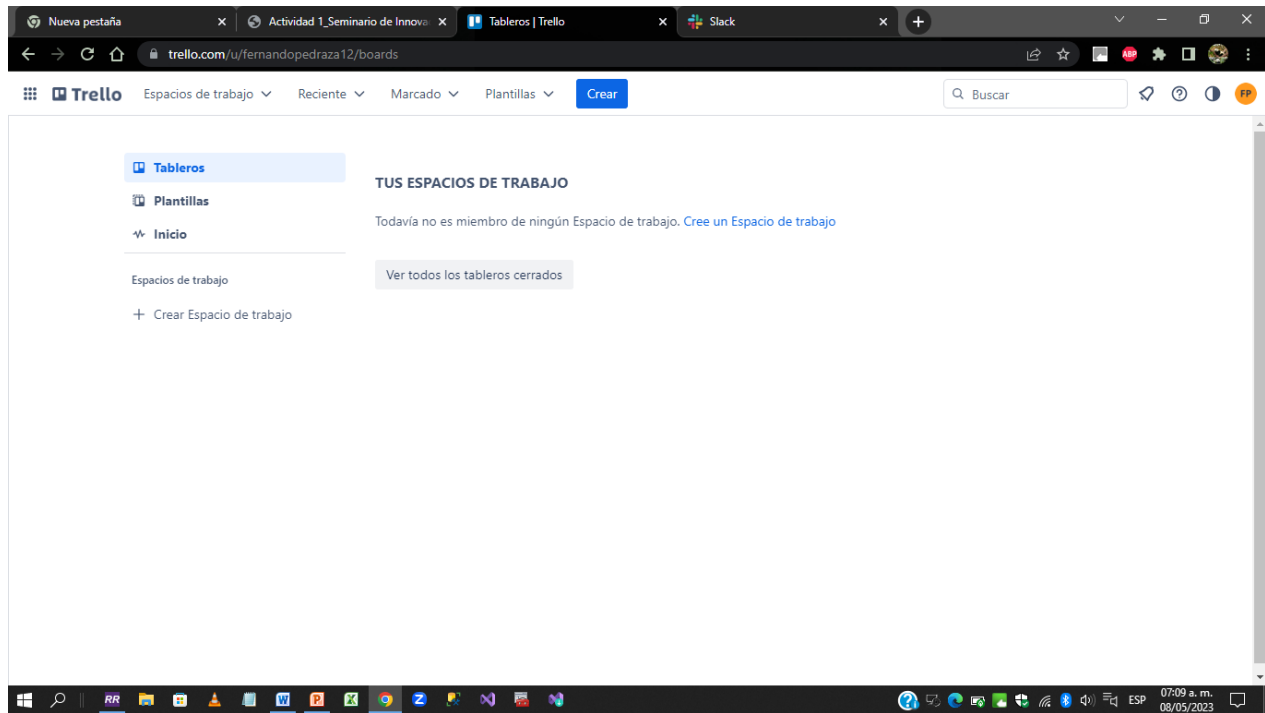 Nueva pestaña
Actividad 1_Seminario de Innova
Tableros | Trello
Slack
trello.com/u/fernandopedraza12/boards
ABP
Trello
Espacios de trabajo
Reciente
Marcado
Plantillas
Crear
Buscar
FP
Tableros
Plantillas
Inicio
Espacios de trabajo
Crear Espacio de trabajo
TUS ESPACIOS DE TRABAJO
Todavía no es miembro de ningún Espacio de trabajo. Cree un Espacio de trabajo
Ver todos los tableros cerrados
RR
ESP
07:09 a. m.
08/05/2023